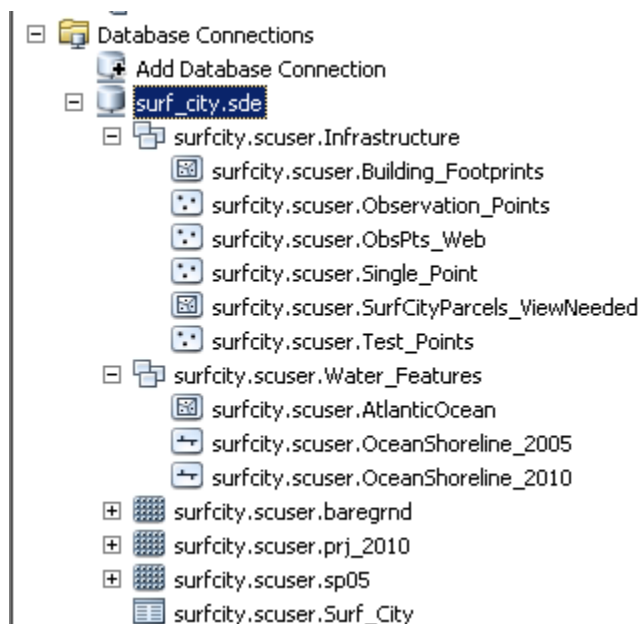 Database Connections
Add Database Connection
surf_city.sde
surfcity.scuser.Infrastructure
surfcity.scuser.Building_Footprints
surfcity.scuser.Observation_Points
surfcity.scuser.ObsPts_Web
surfcity.scuser.Single_Point
surfcity.scuser.SurfCityParcels_ViewNeeded
surfcity.scuser.Test_Points
surfcity.scuser.Water_Features
surfcity.scuser.AtlanticOcean
surfcity.scuser.OceanShoreline_2005
surfcity.scuser.OceanShoreline_2010
surfcity.scuser.baregrnd
surfcity.scuser.prj_2010
surfcity.scuser.sp05
surfcity.scuser.Surf_City